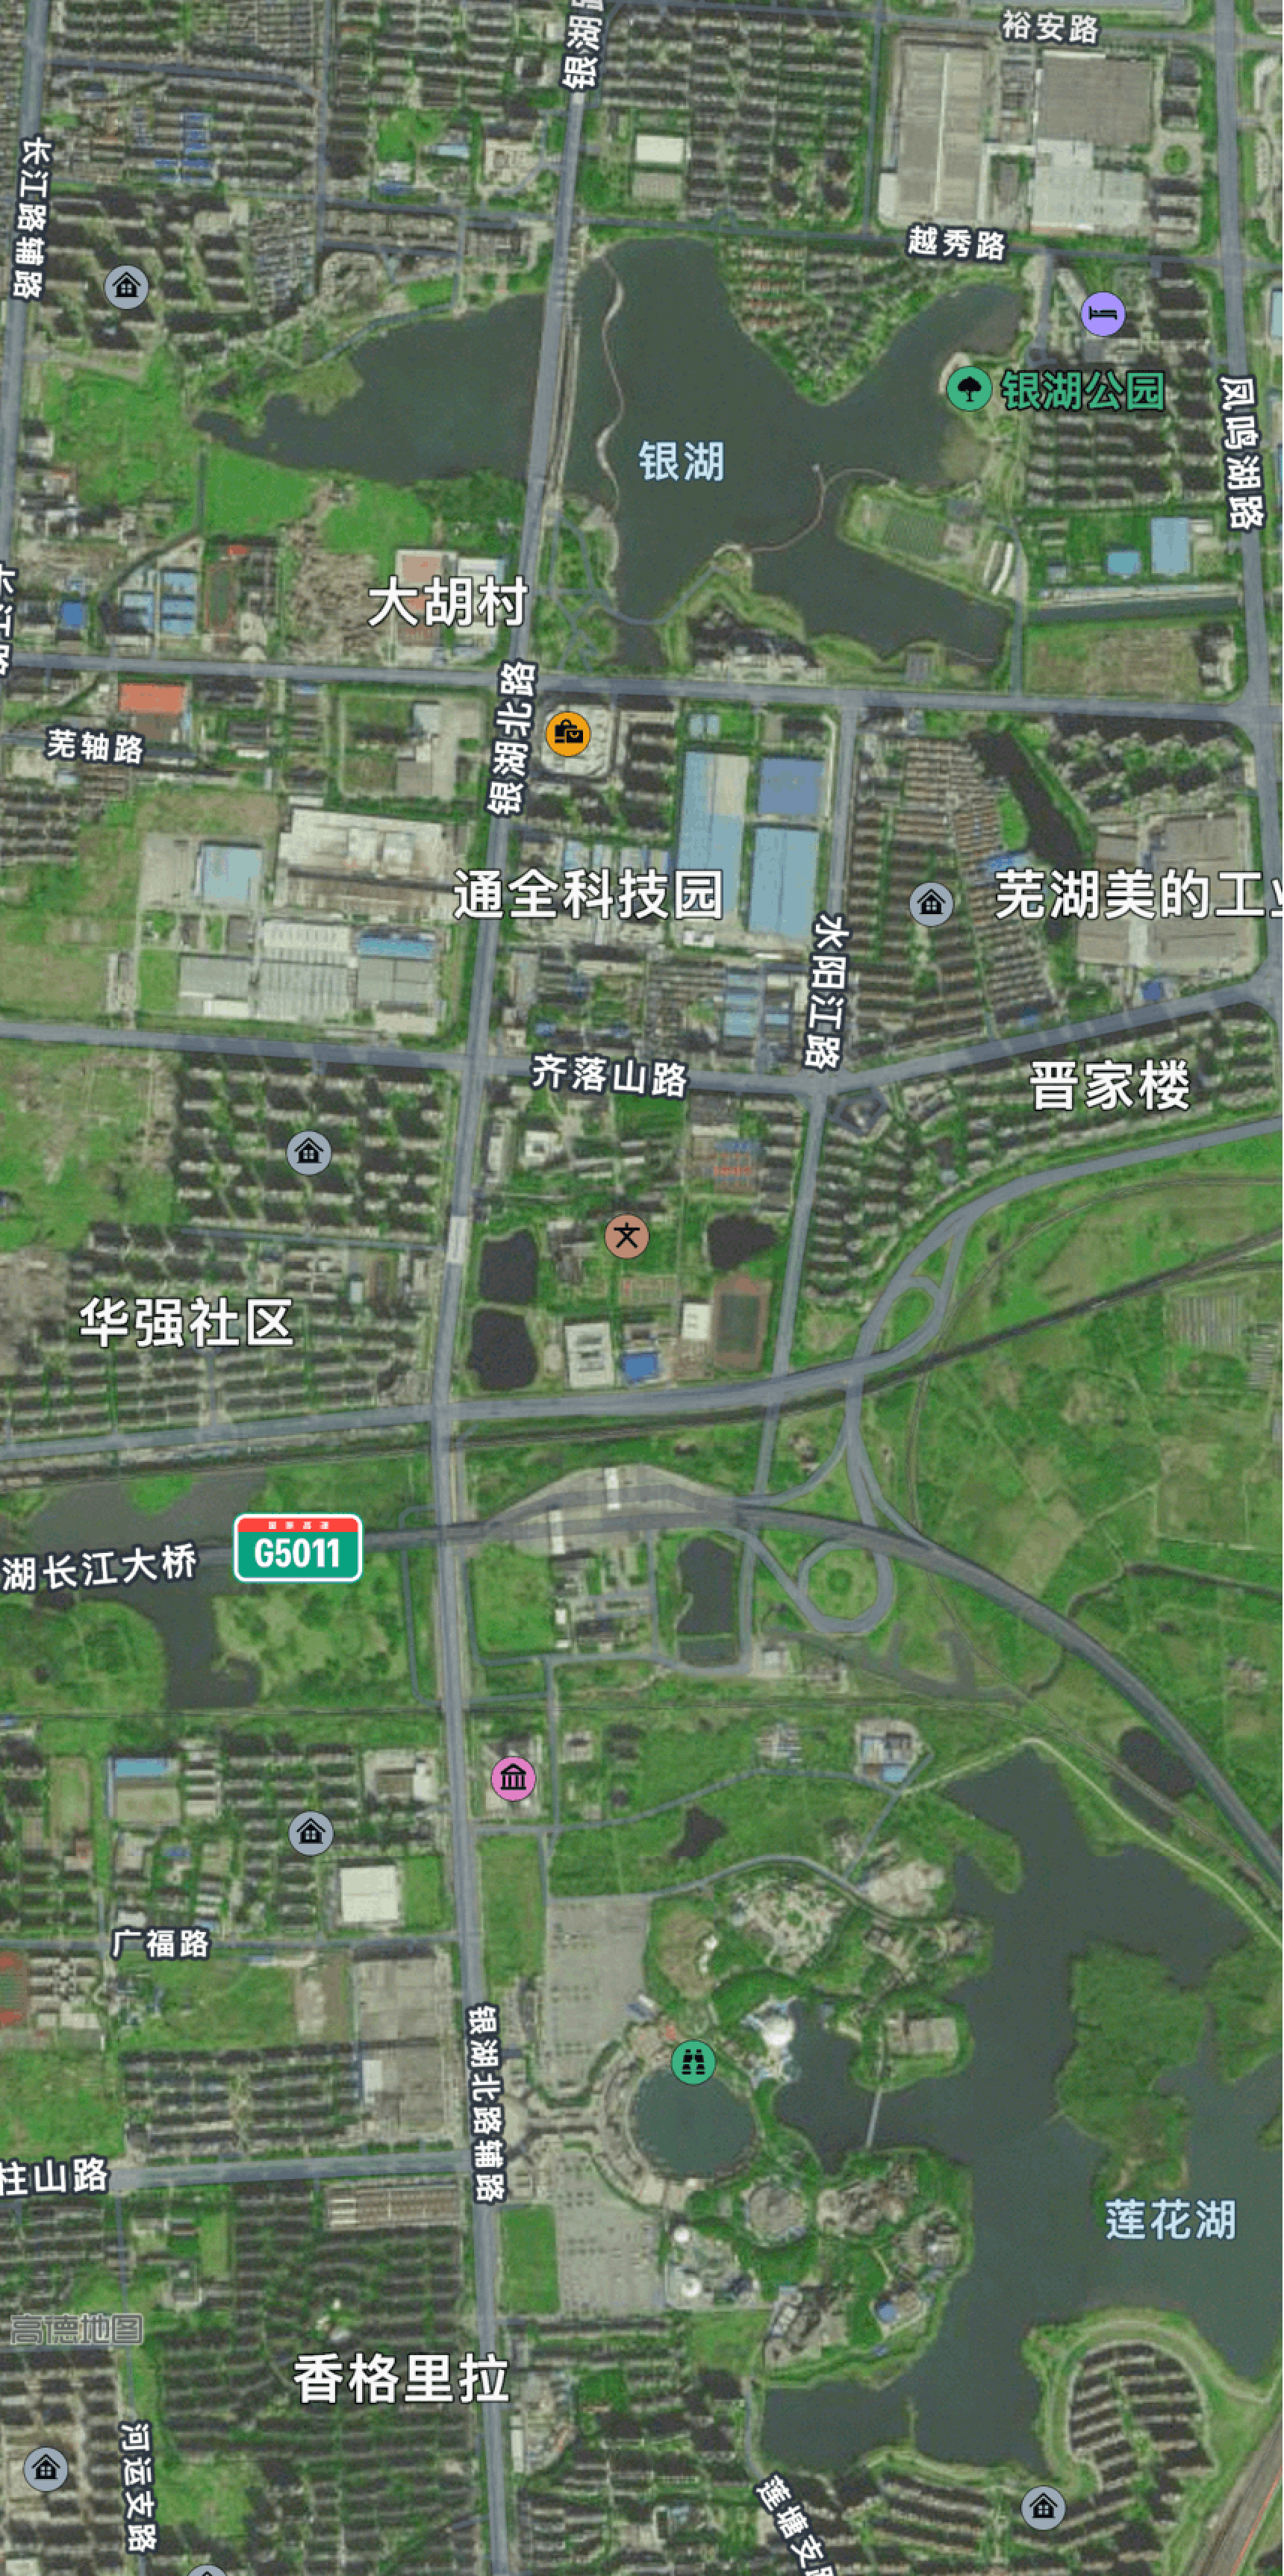 裕安路
银湖
长江路辅路
越秀路
银湖公园
凤鸣湖路
银湖
大胡村
银湖北路
芜轴路
通全科技园
芜湖美的工业
水阳江路
齐落山路
晋家楼
华强社区
国家高速
G5011
湖长江大桥
广福路
银湖北路辅路
柱山路
莲花湖
高德地图
香格里拉
河运支路
莲塘支路